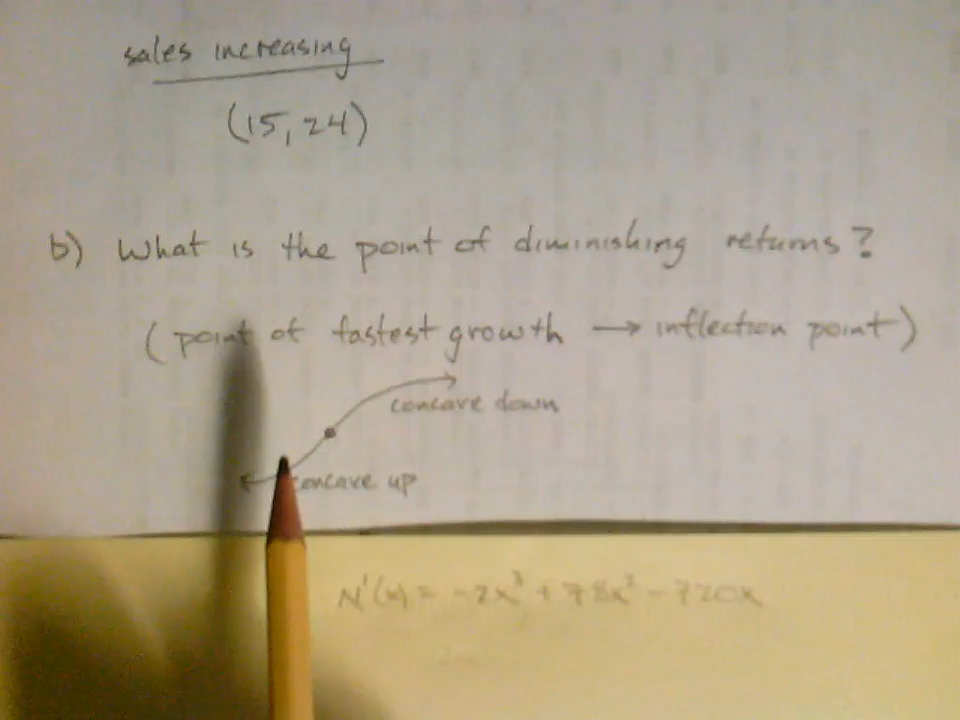 sales increasing
(15, 24)
b) What is the point of diminishing returns?
(point of fastest growth → inflection point)
concave down
concave up
N'(x) = -2x³ + 78x² - 720x